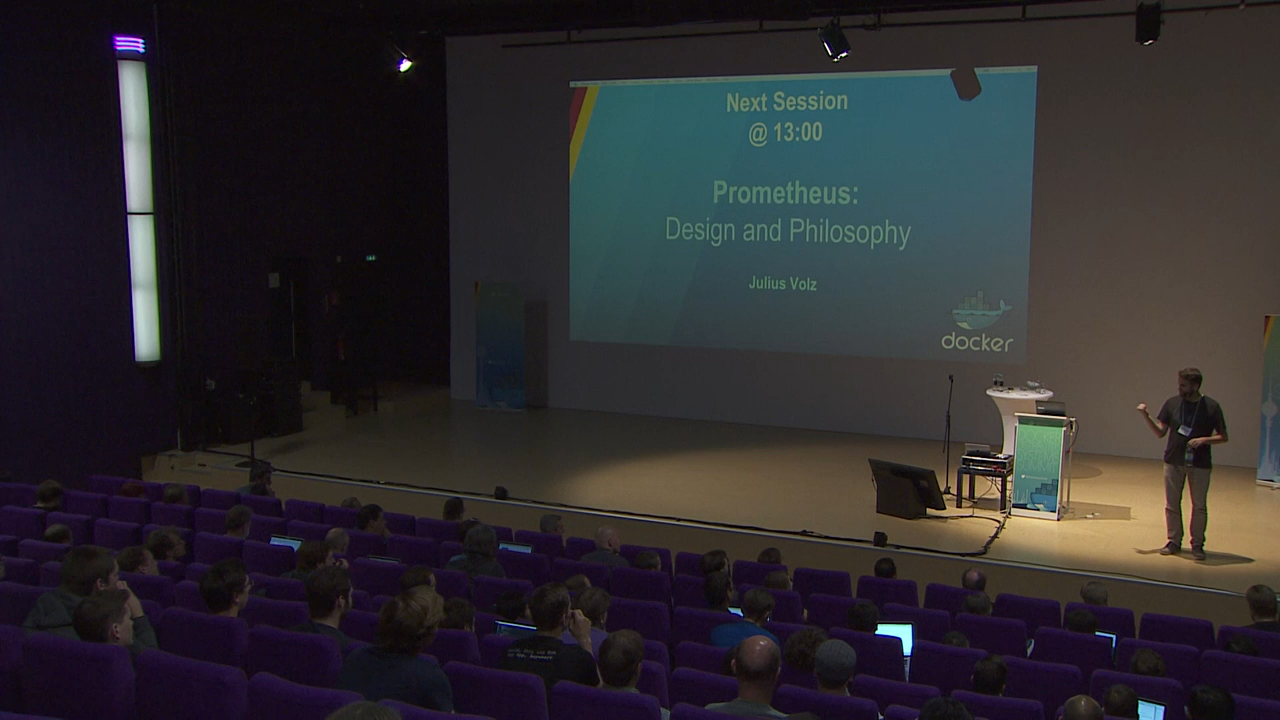 Next Session
@ 13:00
Prometheus:
Design and Philosophy
Julius Volz
docker